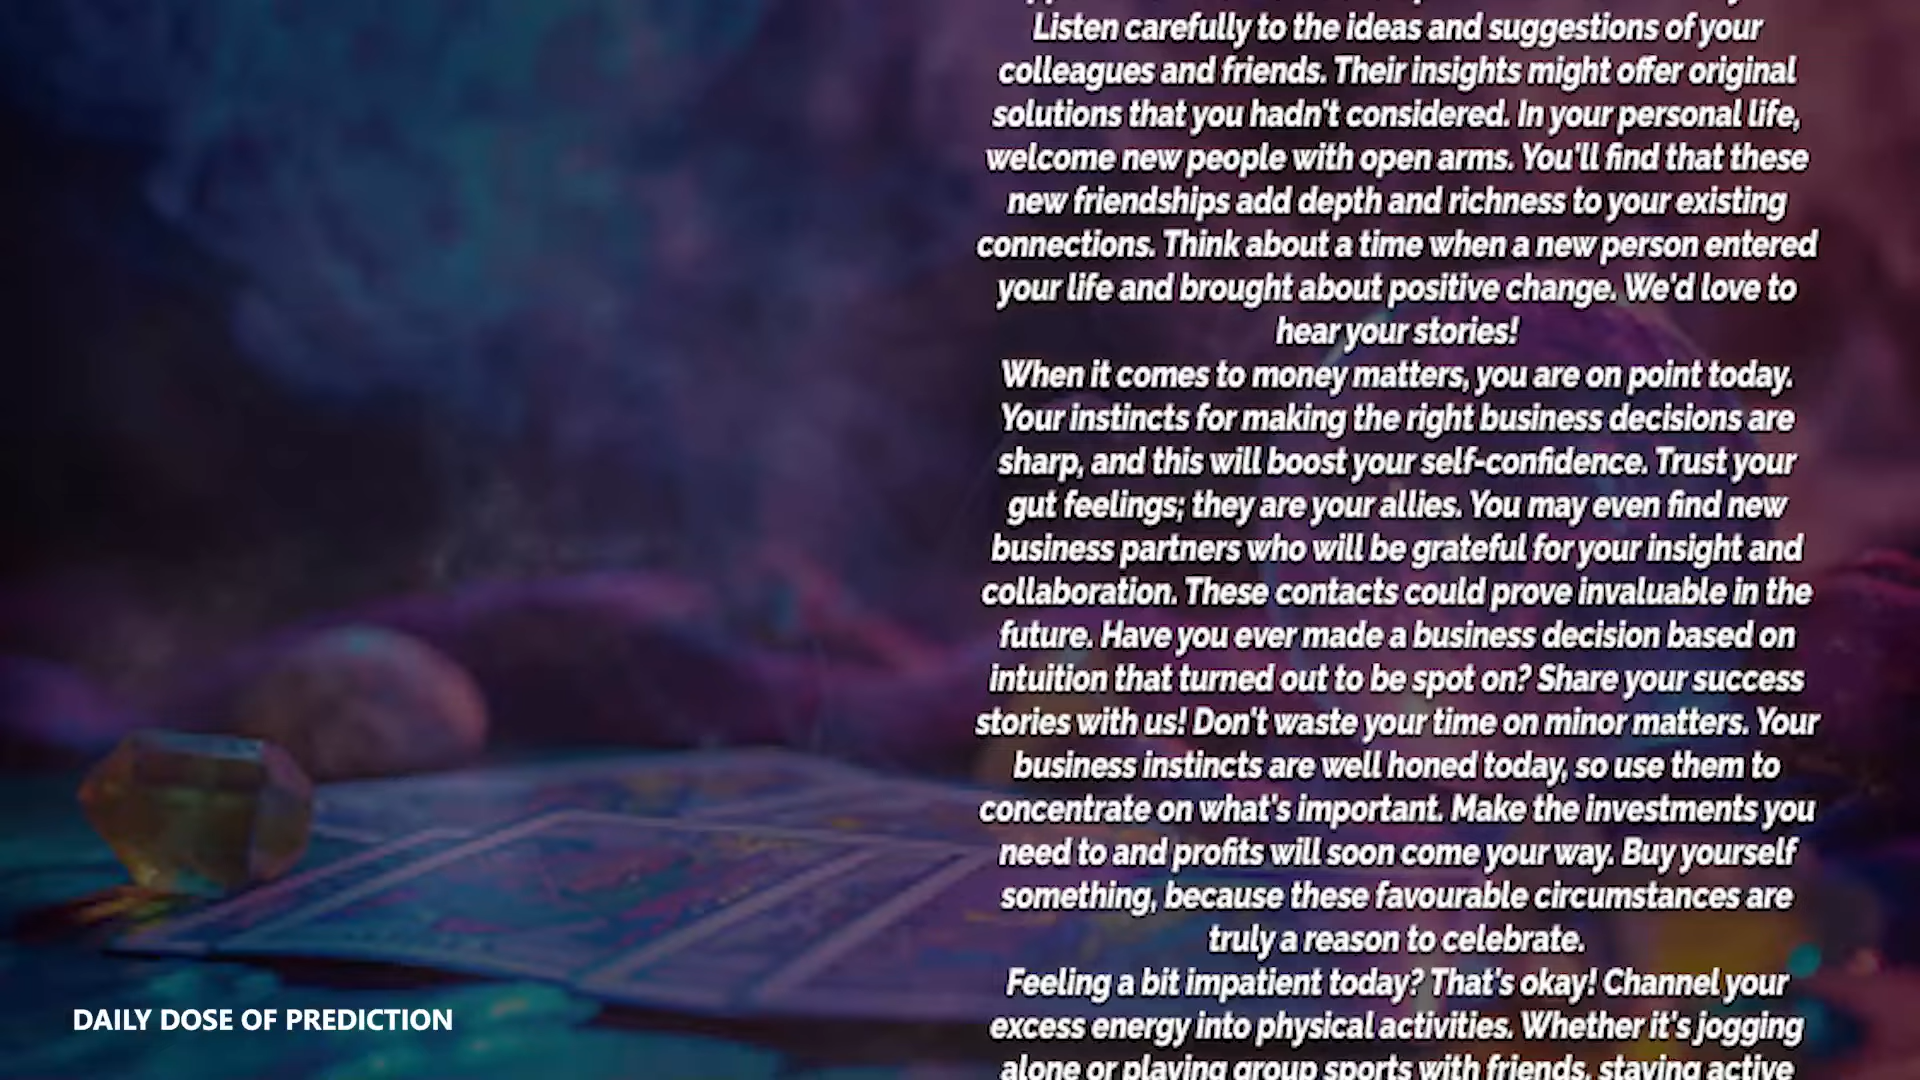 Listen carefully to the ideas and suggestions of your
colleagues and friends. Their insights might offer original
solutions that you hadn't considered. In your personal life,
welcome new people with open arms. You'll find that these
new friendships add depth and richness to your existing
connections. Think about a time when a new person entered
your life and brought about positive change. We'd love to
hear your stories!
When it comes to money matters, you are on point today.
Your instincts for making the right business decisions are
sharp, and this will boost your self-confidence. Trust your
gut feelings; they are your allies. You may even find new
business partners who will be grateful for your insight and
collaboration. These contacts could prove invaluable in the
future. Have you ever made a business decision based on
intuition that turned out to be spot on? Share your success
stories with us! Don't waste your time on minor matters. Your
business instincts are well honed today, so use them to
concentrate on what's important. Make the investments you
need to and profits will soon come your way. Buy yourself
something, because these favourable circumstances are
truly a reason to celebrate.
Feeling a bit impatient today? That's okay! Channel your
excess energy into physical activities. Whether it's jogging
alone or playing group sports with friends, staying active
DAILY DOSE OF PREDICTION